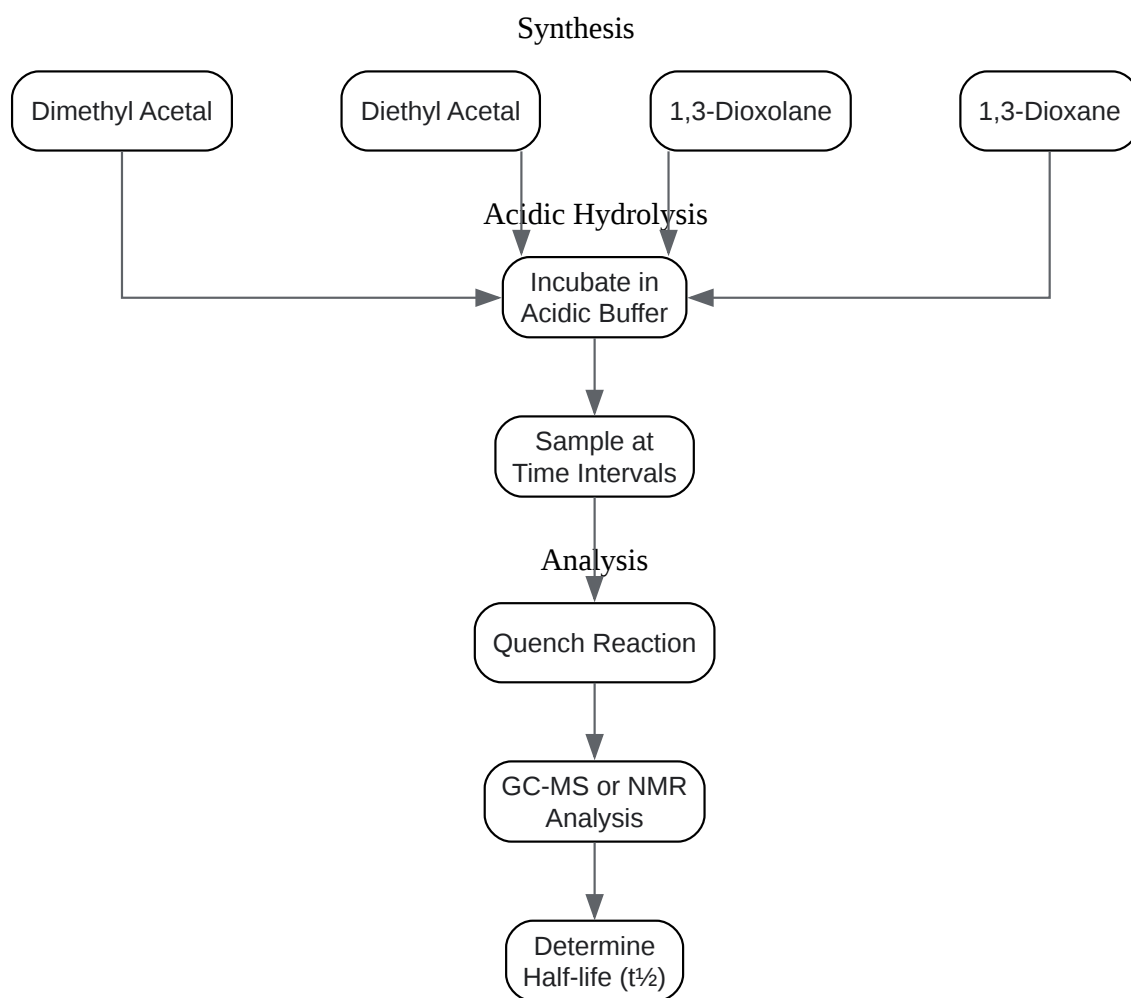 Synthesis
Dimethyl Acetal
Diethyl Acetal
1,3-Dioxolane
1,3-Dioxane
Acidic Hydrolysis
Incubate in
Acidic Buffer
Sample at
Time Intervals
Analysis
Quench Reaction
GC-MS or NMR
Analysis
Determine
Half-life (t½)